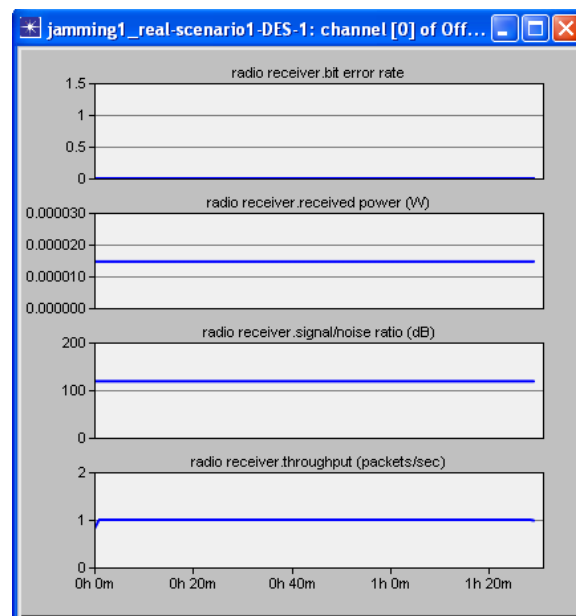 jamming1_real-scenario1-DES-1: channel [0] of Off...
radio receiver.bit error rate
1.5
1
0.5
0
radio receiver.received power (W)
0.000030
0.000020
0.000010
0.000000
radio receiver.signal/noise ratio (dB)
200
100
0
radio receiver.throughput (packets/sec)
2
1
0
0h 0m 0h 20m 0h 40m 1h 0m 1h 20m